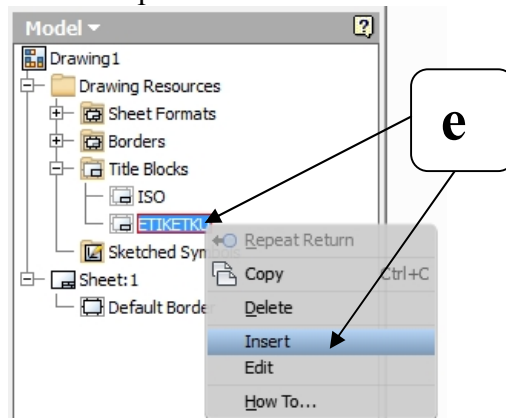 Model
Drawing1
Drawing Resources
Sheet Formats
Borders
Title Blocks
ISO
ETIKETKU
Sketched Symbols
Sheet:1
Default Border
Repeat Return
Copy Ctrl+C
Delete
Insert
Edit
How To...
e